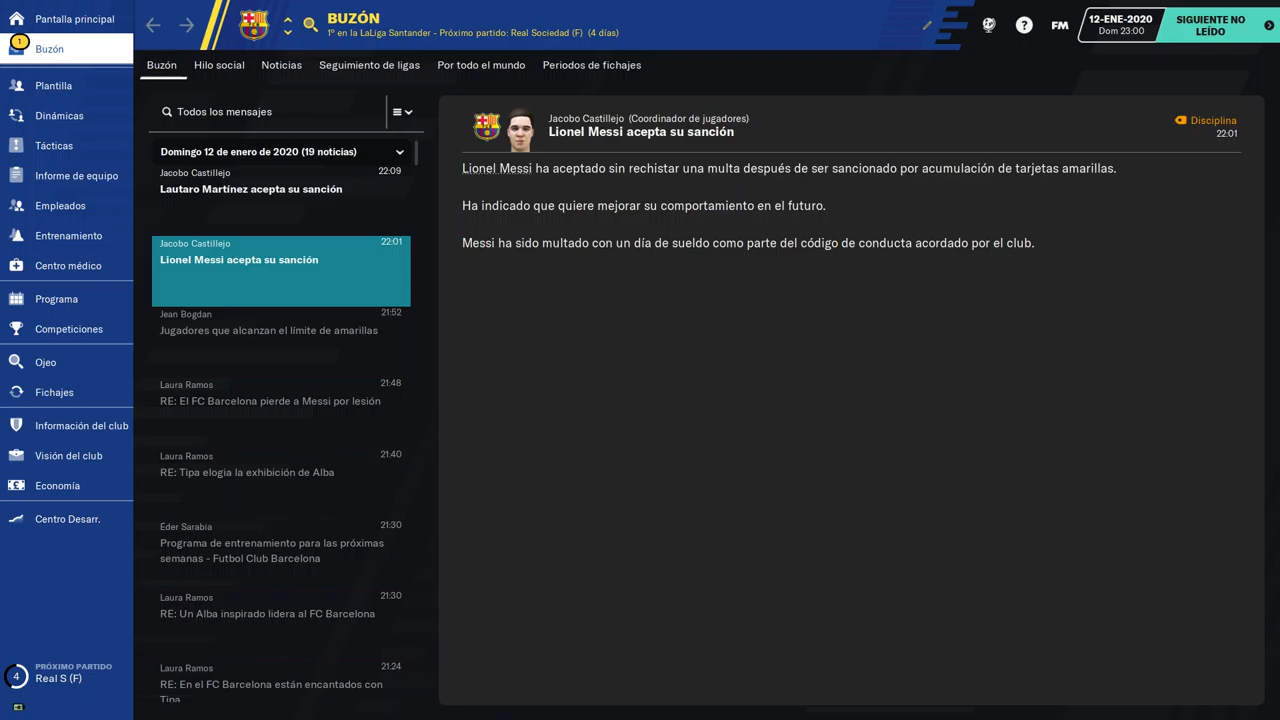 Pantalla principal
1
Buzón
Plantilla
Dinámicas
Tácticas
Informe de equipo
Empleados
Entrenamiento
Centro médico
Programa
Competiciones
Ojeo
Fichajes
Información del club
Visión del club
Economía
Centro Desarr.
4
PRÓXIMO PARTIDO
Real S (F)
BUZÓN
1º en la LaLiga Santander - Próximo partido: Real Sociedad (F) (4 días)
?
FM
12-ENE-2020
Dom 23:00
SIGUIENTE NO
LEÍDO
Buzón
Hilo social
Noticias
Seguimiento de ligas
Por todo el mundo
Periodos de fichajes
Todos los mensajes
Domingo 12 de enero de 2020 (19 noticias)
Jacobo Castillejo 22:09
Lautaro Martínez acepta su sanción
Jacobo Castillejo 22:01
Lionel Messi acepta su sanción
Jean Bogdan 21:52
Jugadores que alcanzan el límite de amarillas
Laura Ramos 21:48
RE: El FC Barcelona pierde a Messi por lesión
Laura Ramos 21:40
RE: Tipa elogia la exhibición de Alba
Éder Sarabia 21:30
Programa de entrenamiento para las próximas
semanas - Futbol Club Barcelona
Laura Ramos 21:30
RE: Un Alba inspirado lidera al FC Barcelona
Laura Ramos 21:24
RE: En el FC Barcelona están encantados con
Tipa
Jacobo Castillejo (Coordinador de jugadores)
Lionel Messi acepta su sanción
Disciplina
22:01
Lionel Messi ha aceptado sin rechistar una multa después de ser sancionado por acumulación de tarjetas amarillas.
Ha indicado que quiere mejorar su comportamiento en el futuro.
Messi ha sido multado con un día de sueldo como parte del código de conducta acordado por el club.